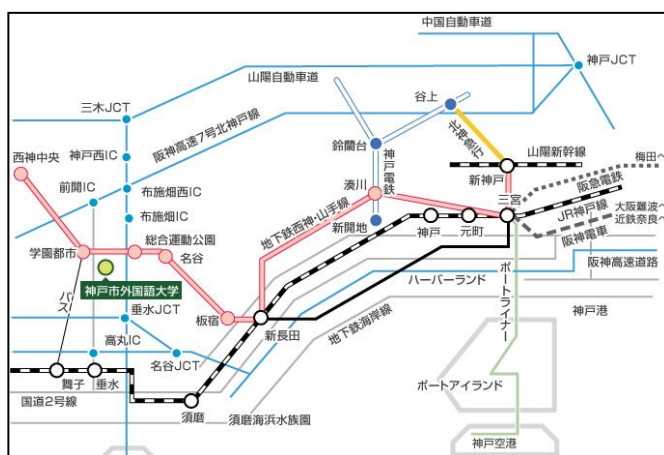 中国自動車道
神戸JCT
山陽自動車道
谷上
三木JCT
阪神高速7号北神戸線
北神急行
鈴蘭台
神戸電鉄
神戸西IC
山陽新幹線
梅田へ
西神中央
新神戸
阪急電鉄
前開IC
布施畑西IC
湊川
三宮
JR神戸線
大阪難波へ
近鉄奈良へ
布施畑IC
地下鉄西神・山手線
新開地
神戸
元町
阪神電車
学園都市
総合運動公園
名谷
阪神高速道路
神戸市外国語大学
ハーバーランド
ポートライナー
バス
垂水JCT
板宿
新長田
地下鉄海岸線
神戸港
高丸IC
名谷JCT
舞子
垂水
ポートアイランド
国道2号線
須磨
須磨海浜水族園
神戸空港